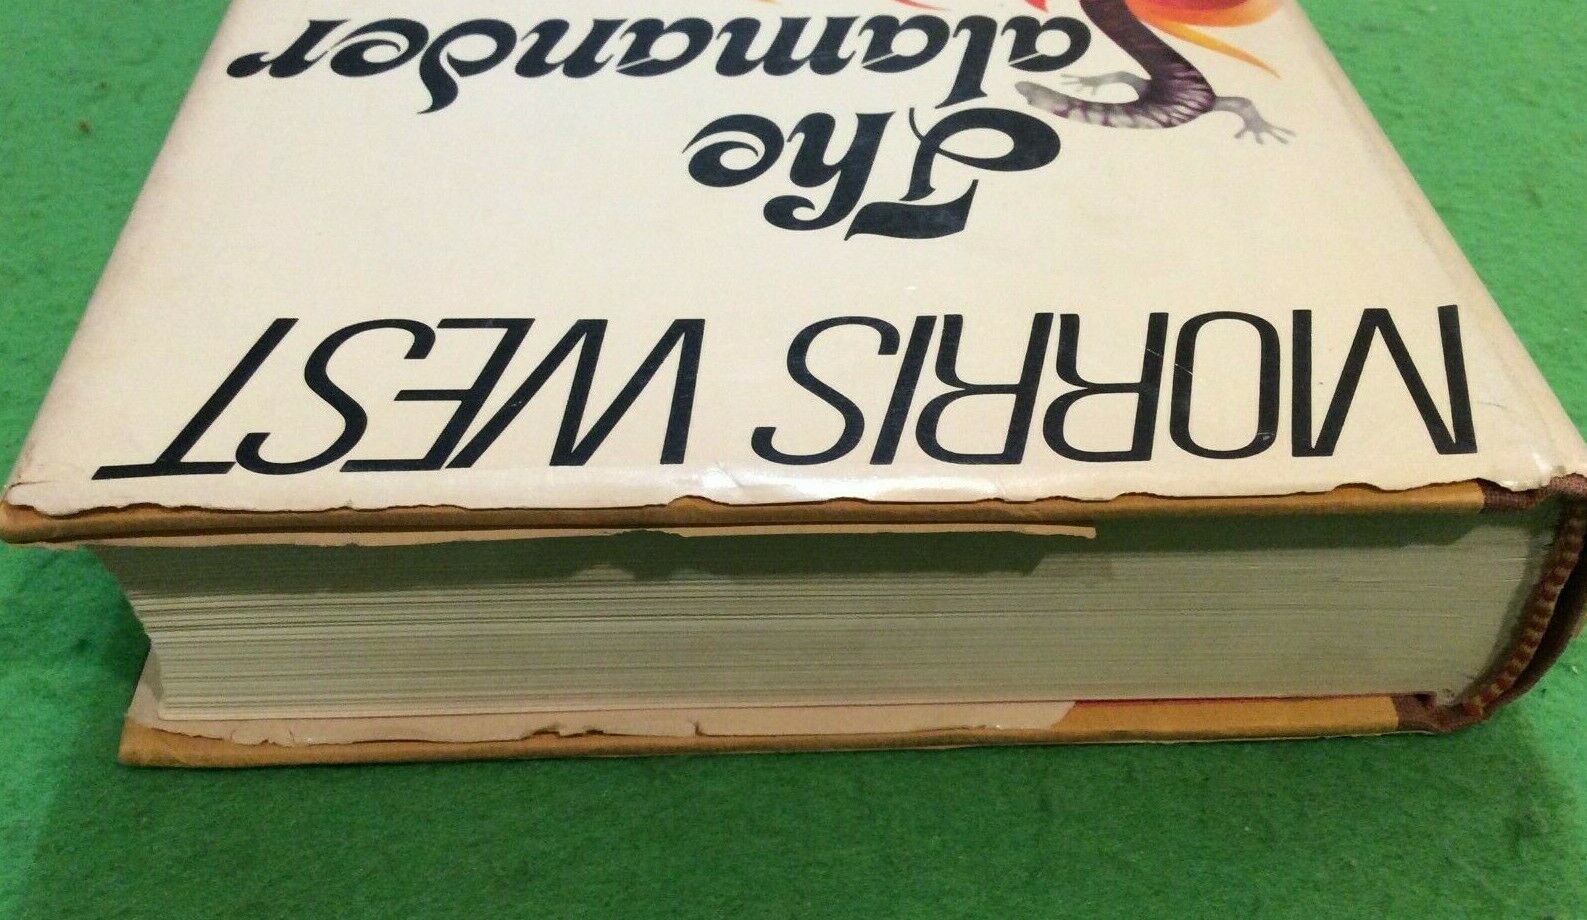 MORRIS WEST
The
Salamander